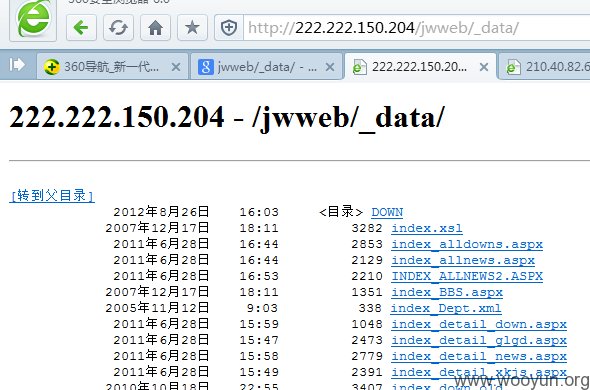 http://222.222.150.204/jwweb/_data/
360导航_新一代...
jwweb/_data/ - ...
222.222.150.20...
210.40.82.6
222.222.150.204 - /jwweb/_data/
[转到父目录]
2012年8月26日 16:03 <目录> DOWN
2007年12月17日 18:11 3282 index.xsl
2011年6月28日 16:44 2853 index_alldowns.aspx
2011年6月28日 16:44 2129 index_allnews.aspx
2011年6月28日 16:53 2210 INDEX_ALLNEWS2.ASPX
2007年12月17日 18:11 1351 index_BBS.aspx
2005年11月12日 9:03 338 index_Dept.xml
2011年6月28日 15:59 1048 index_detail_down.aspx
2011年6月28日 15:47 2473 index_detail_glgd.aspx
2011年6月28日 15:58 2779 index_detail_news.aspx
2011年6月28日 15:49 2391 index_detail_xkjs.aspx
2010年10月18日 22:55 3407 index_down_old
www.wooyun.org